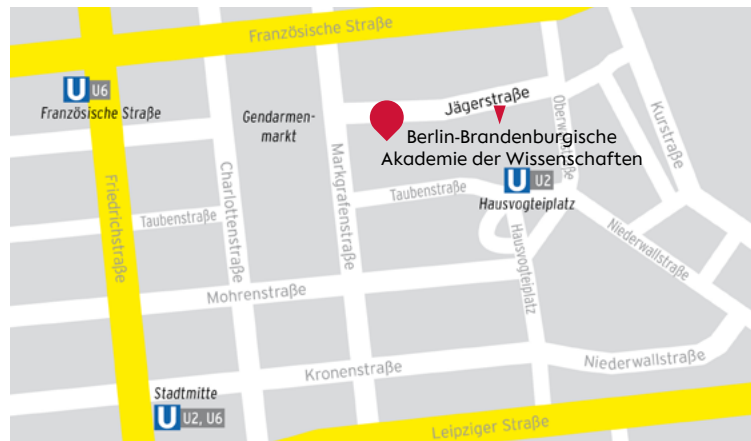 Französische Straße
U U6
Französische Straße
Gendarmen-
markt
Jägerstraße
Oberwallstraße
Kurstraße
Berlin-Brandenburgische
Akademie der Wissenschaften
U U2
Hausvogteiplatz
Friedrichstraße
Charlottenstraße
Markgrafenstraße
Taubenstraße
Taubenstraße
Hausvogteiplatz
Niederwallstraße
Mohrenstraße
Kronenstraße
Niederwallstraße
Stadtmitte
U U2, U6
Leipziger Straße